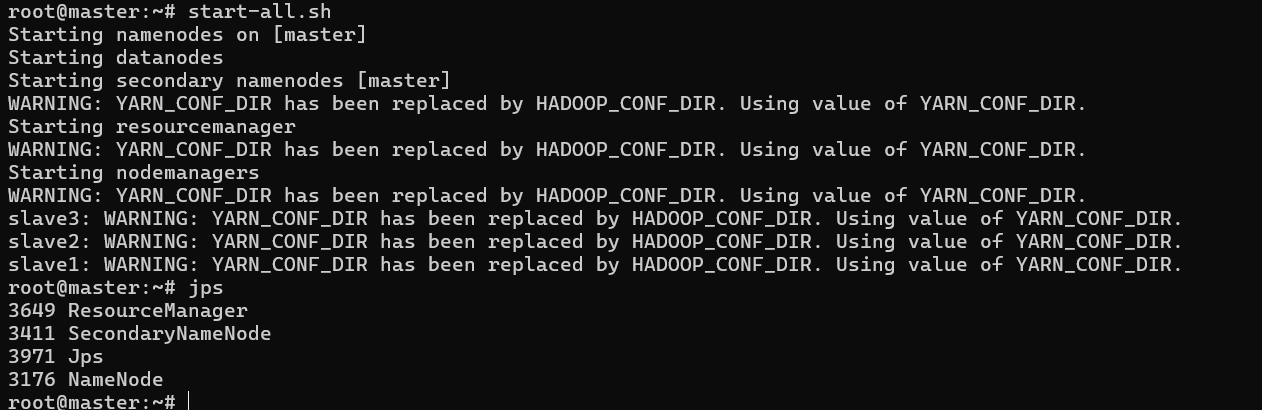 root@master:~# start-all.sh
Starting namenodes on [master]
Starting datanodes
Starting secondary namenodes [master]
WARNING: YARN_CONF_DIR has been replaced by HADOOP_CONF_DIR. Using value of YARN_CONF_DIR.
Starting resourcemanager
WARNING: YARN_CONF_DIR has been replaced by HADOOP_CONF_DIR. Using value of YARN_CONF_DIR.
Starting nodemanagers
WARNING: YARN_CONF_DIR has been replaced by HADOOP_CONF_DIR. Using value of YARN_CONF_DIR.
slave3: WARNING: YARN_CONF_DIR has been replaced by HADOOP_CONF_DIR. Using value of YARN_CONF_DIR.
slave2: WARNING: YARN_CONF_DIR has been replaced by HADOOP_CONF_DIR. Using value of YARN_CONF_DIR.
slave1: WARNING: YARN_CONF_DIR has been replaced by HADOOP_CONF_DIR. Using value of YARN_CONF_DIR.
root@master:~# jps
3649 ResourceManager
3411 SecondaryNameNode
3971 Jps
3176 NameNode
root@master:~#